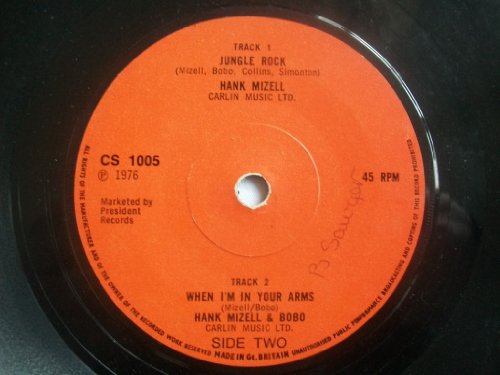 TRACK 1
JUNGLE ROCK
(Mizell, Bobo, Collins, Simonton)
HANK MIZELL
CARLIN MUSIC LTD.
CS 1005
℗ 1976
45 RPM
Marketed by
President
Records
TRACK 2
WHEN I'M IN YOUR ARMS
(Mizell/Bobo)
HANK MIZELL & BOBO
CARLIN MUSIC LTD.
SIDE TWO
MADE IN Gt. BRITAIN
ALL RIGHTS OF THE MANUFACTURER AND OF THE OWNER OF THE RECORDED WORK RESERVED UNAUTHORISED PUBLIC PERFORMANCE BROADCASTING AND COPYING OF THIS RECORD PROHIBITED